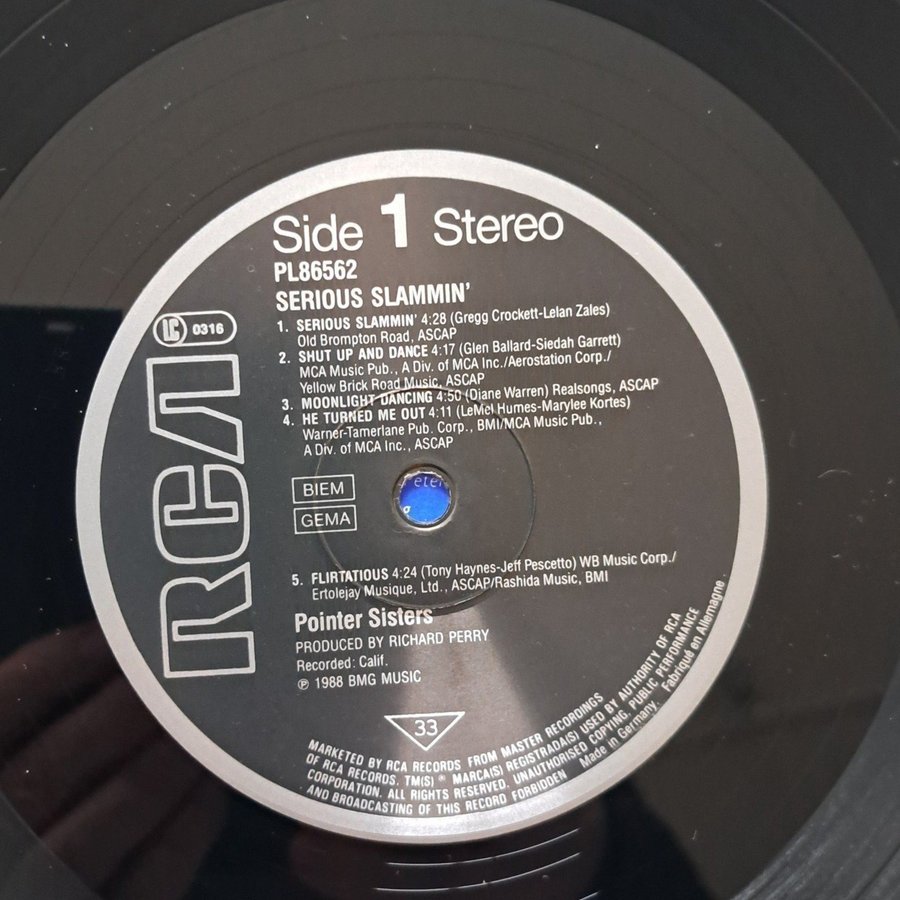 Side 1 Stereo
PL86562
SERIOUS SLAMMIN'
LC 0316
RCA
1. SERIOUS SLAMMIN' 4:28 (Gregg Crockett-Lelan Zales)
Old Brompton Road, ASCAP
2. SHUT UP AND DANCE 4:17 (Glen Ballard-Siedah Garrett)
MCA Music Pub., A Div. of MCA Inc./Aerostation Corp./
Yellow Brick Road Music, ASCAP
3. MOONLIGHT DANCING 4:50 (Diane Warren) Realsongs, ASCAP
4. HE TURNED ME OUT 4:11 (LeMel Humes-Marylee Kortes)
Warner-Tamerlane Pub. Corp., BMI/MCA Music Pub.,
A Div. of MCA Inc., ASCAP
BIEM
GEMA
5. FLIRTATIOUS 4:24 (Tony Haynes-Jeff Pescetto) WB Music Corp./
Ertolejay Musique, Ltd., ASCAP/Rashida Music, BMI
Pointer Sisters
PRODUCED BY RICHARD PERRY
Recorded: Calif.
℗ 1988 BMG MUSIC
33
MARKETED BY RCA RECORDS FROM MASTER RECORDINGS
OF RCA RECORDS. TM(S) ® MARCA(S) REGISTRADA(S) USED BY AUTHORITY OF RCA
CORPORATION. ALL RIGHTS RESERVED. UNAUTHORISED COPYING. PUBLIC PERFORMANCE
AND BROADCASTING OF THIS RECORD FORBIDDEN Made in Germany. Fabriqué en Allemagne.